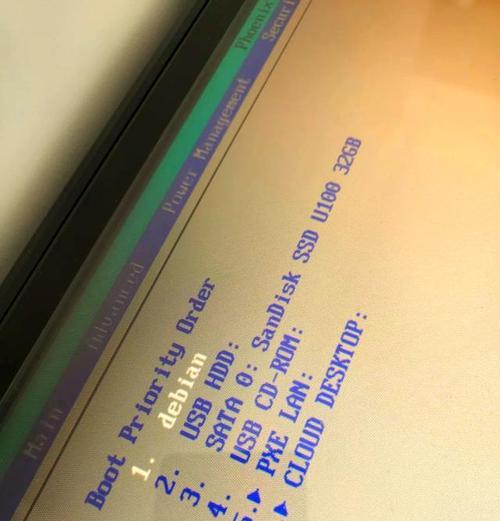 Phoenix
Main Advanced Power Management Securi
Boot Priority Order
1. debian
2. USB HDD:
3. SATA 0: SanDisk SSD U100 32GB
4. USB CD-ROM:
5.▲ PXE LAN:
▲ CLOUD DESKTOP: